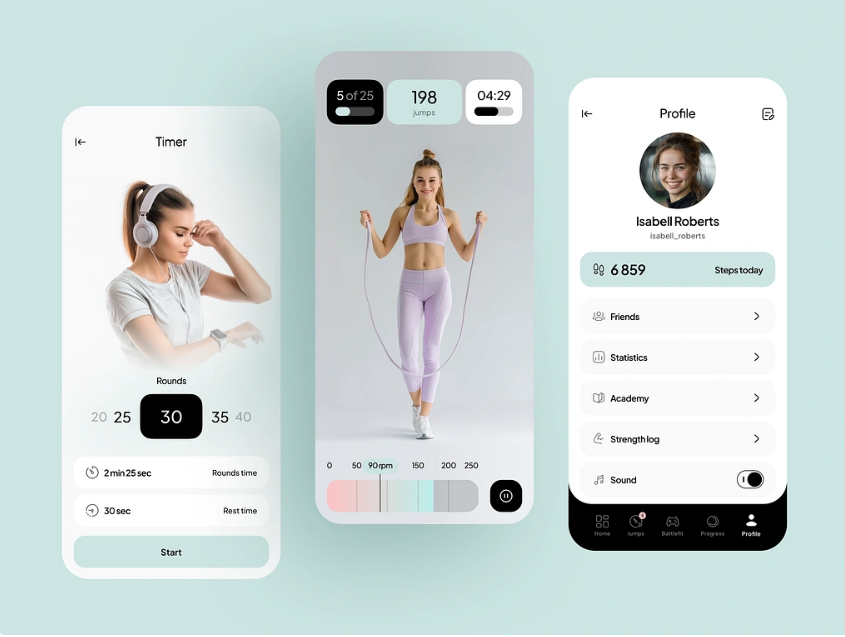 Timer
Rounds
20 25 30 35 40
2 min 25 sec Rounds time
30 sec Rest time
Start
5 of 25
198
jumps
04:29
0 50 90rpm 150 200 250
Profile
Isabell Roberts
isabell_roberts
6 859 Steps today
Friends
Statistics
Academy
Strength log
Sound
Home Jumps Battlefit Progress Profile